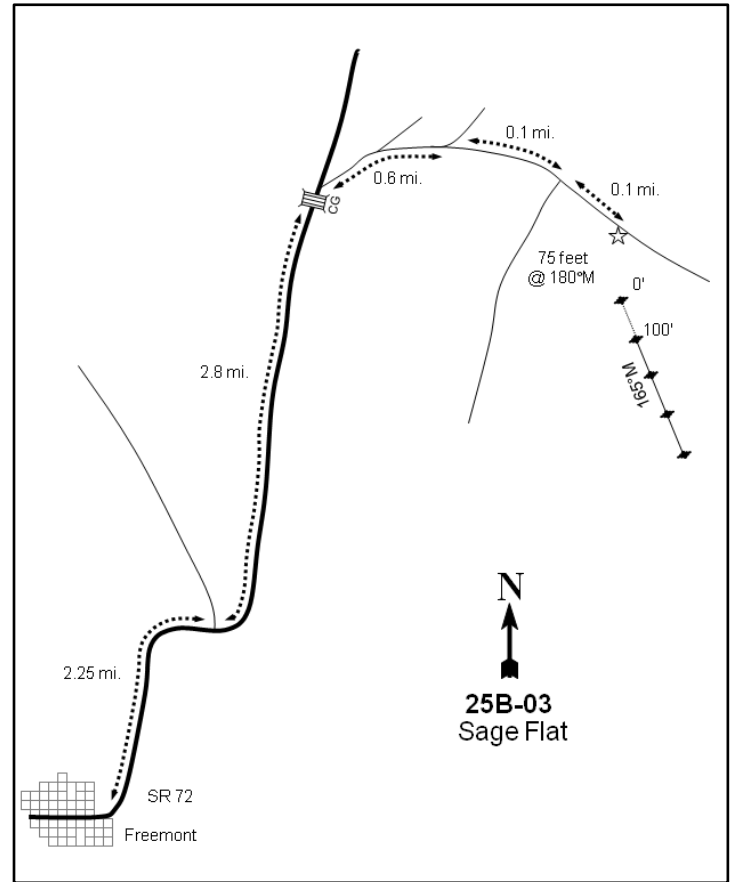 0.1 mi.
0.6 mi.
0.1 mi.
CG
75 feet
@ 180°M
0'
100'
165°M
2.8 mi.
N
25B-03
Sage Flat
2.25 mi.
SR 72
Freemont